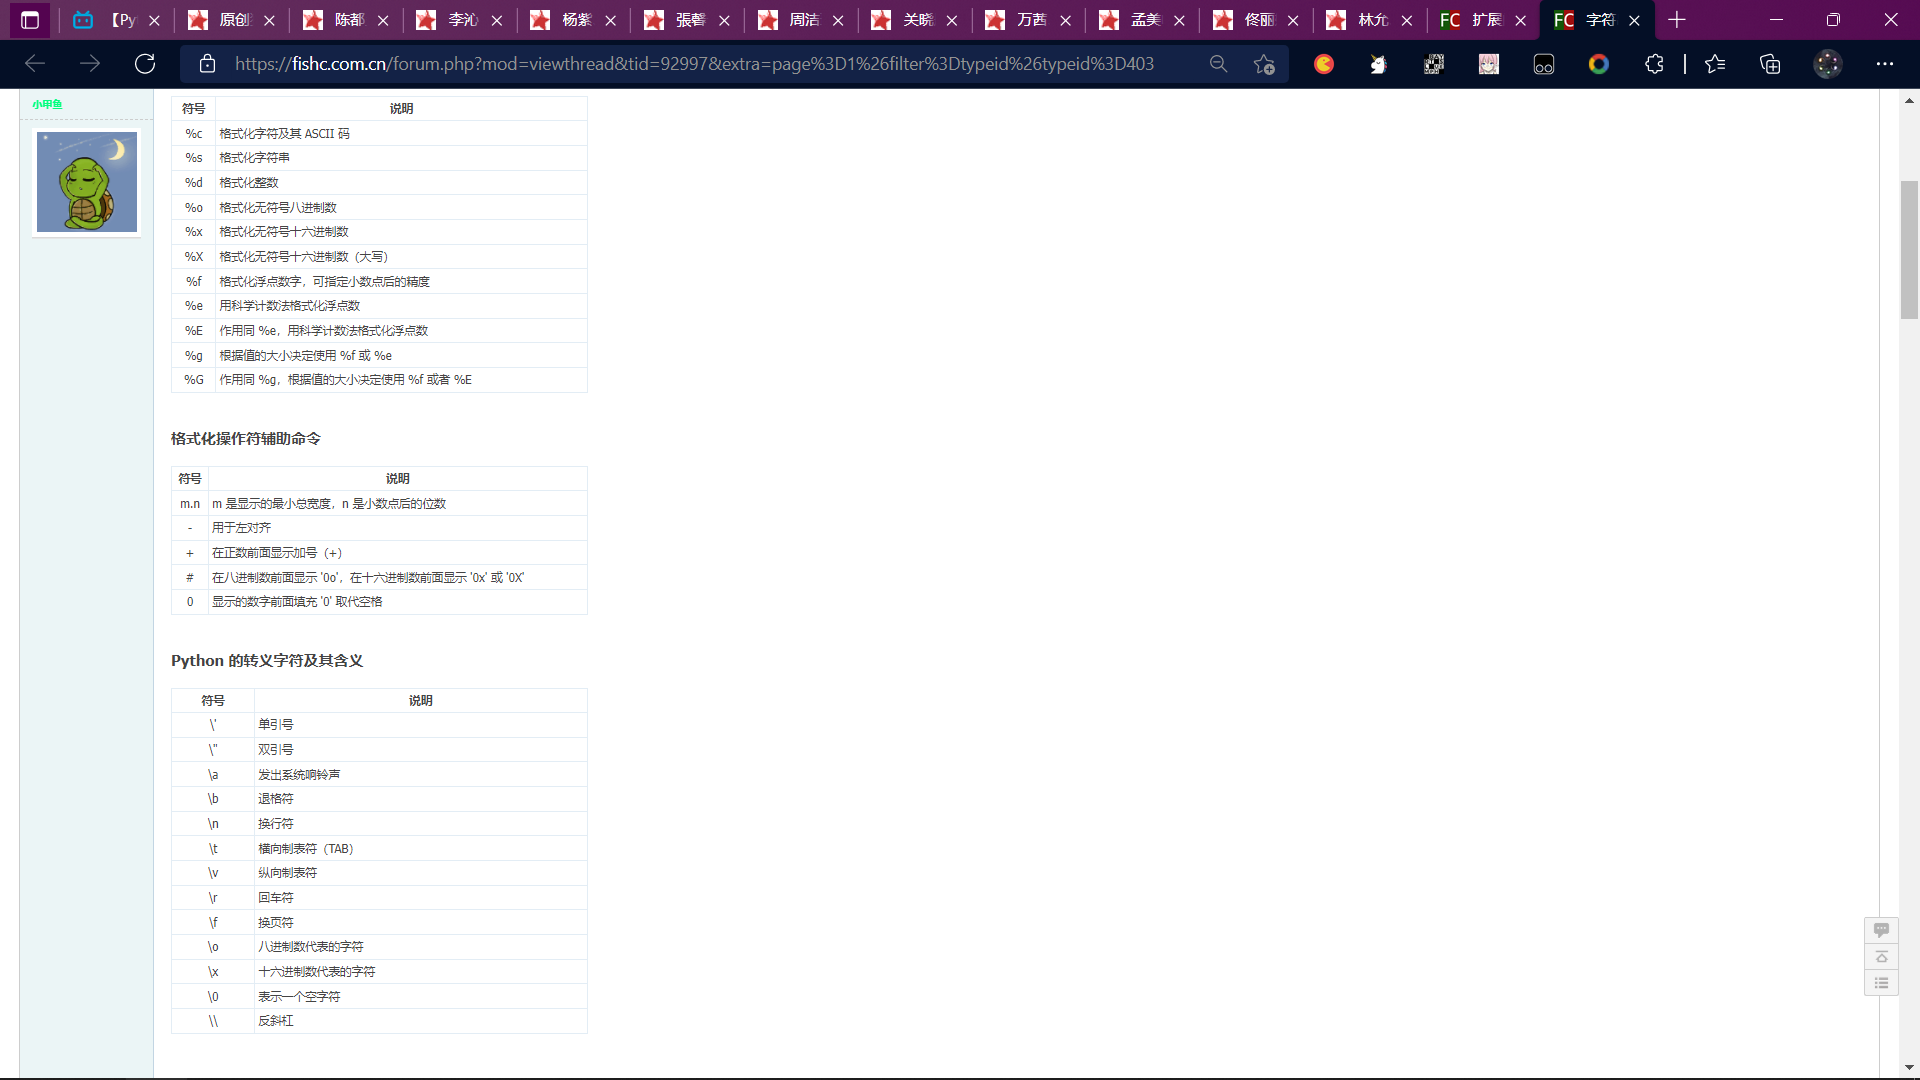 【Py
原创
陈都
李沁
杨紫
張馨
周洁
关晓
万茜
孟美
佟丽
林允
扩展
字符
https://fishc.com.cn/forum.php?mod=viewthread&tid=92997&extra=page%3D1%26filter%3Dtypeid%26typeid%3D403
小甲鱼
符号 说明
%c 格式化字符及其 ASCII 码
%s 格式化字符串
%d 格式化整数
%o 格式化无符号八进制数
%x 格式化无符号十六进制数
%X 格式化无符号十六进制数（大写）
%f 格式化浮点数字，可指定小数点后的精度
%e 用科学计数法格式化浮点数
%E 作用同 %e，用科学计数法格式化浮点数
%g 根据值的大小决定使用 %f 或 %e
%G 作用同 %g，根据值的大小决定使用 %f 或者 %E
格式化操作符辅助命令
符号 说明
m.n m 是显示的最小总宽度，n 是小数点后的位数
- 用于左对齐
+ 在正数前面显示加号（+）
# 在八进制数前面显示 '0o'，在十六进制数前面显示 '0x' 或 '0X'
0 显示的数字前面填充 '0' 取代空格
Python 的转义字符及其含义
符号 说明
\' 单引号
\" 双引号
\a 发出系统响铃声
\b 退格符
\n 换行符
\t 横向制表符（TAB）
\v 纵向制表符
\r 回车符
\f 换页符
\o 八进制数代表的字符
\x 十六进制数代表的字符
\0 表示一个空字符
\\ 反斜杠